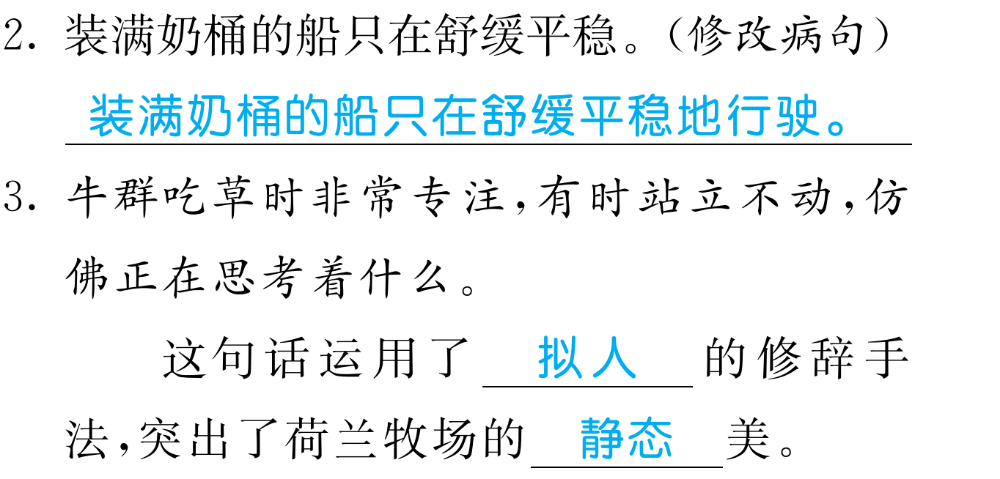 2. 装满奶桶的船只在舒缓平稳。（修改病句）
装满奶桶的船只在舒缓平稳地行驶。
3. 牛群吃草时非常专注,有时站立不动,仿
佛正在思考着什么。
这句话运用了 拟人 的修辞手
法,突出了荷兰牧场的 静态 美。